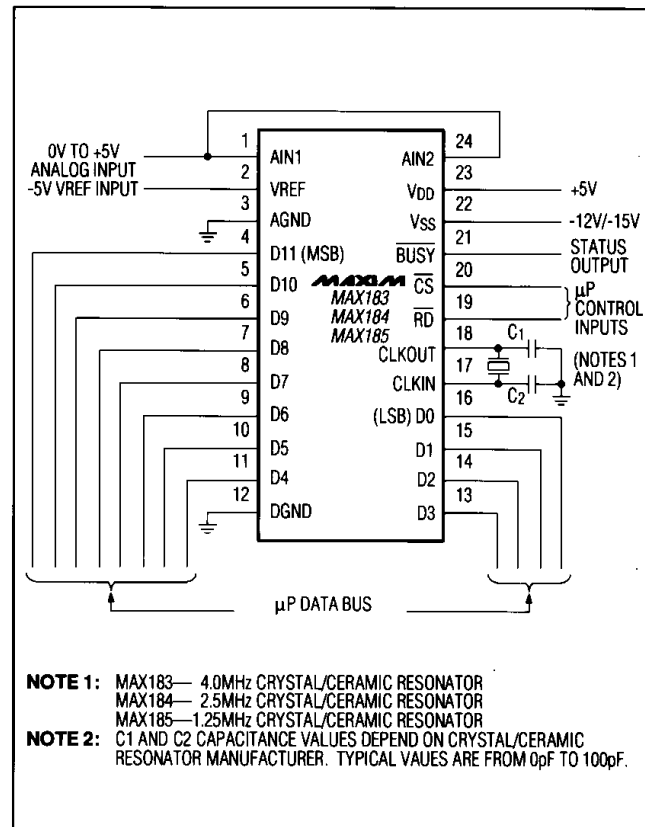 0V TO +5V
ANALOG INPUT
-5V VREF INPUT
1 AIN1
2 VREF
3 AGND
4 D11 (MSB)
5 D10
6 D9
7 D8
8 D7
9 D6
10 D5
11 D4
12 DGND
MAXIM
MAX183
MAX184
MAX185
24 AIN2
23 VDD +5V
22 VSS -12V/-15V
21 BUSY STATUS OUTPUT
20 CS
19 RD
µP
CONTROL
INPUTS
18 CLKOUT C1
17 CLKIN C2
(NOTES 1
AND 2)
16 (LSB) D0
15 D1
14 D2
13 D3
µP DATA BUS
NOTE 1: MAX183— 4.0MHz CRYSTAL/CERAMIC RESONATOR
MAX184— 2.5MHz CRYSTAL/CERAMIC RESONATOR
MAX185—1.25MHz CRYSTAL/CERAMIC RESONATOR
NOTE 2: C1 AND C2 CAPACITANCE VALUES DEPEND ON CRYSTAL/CERAMIC
RESONATOR MANUFACTURER. TYPICAL VAUES ARE FROM 0pF TO 100pF.